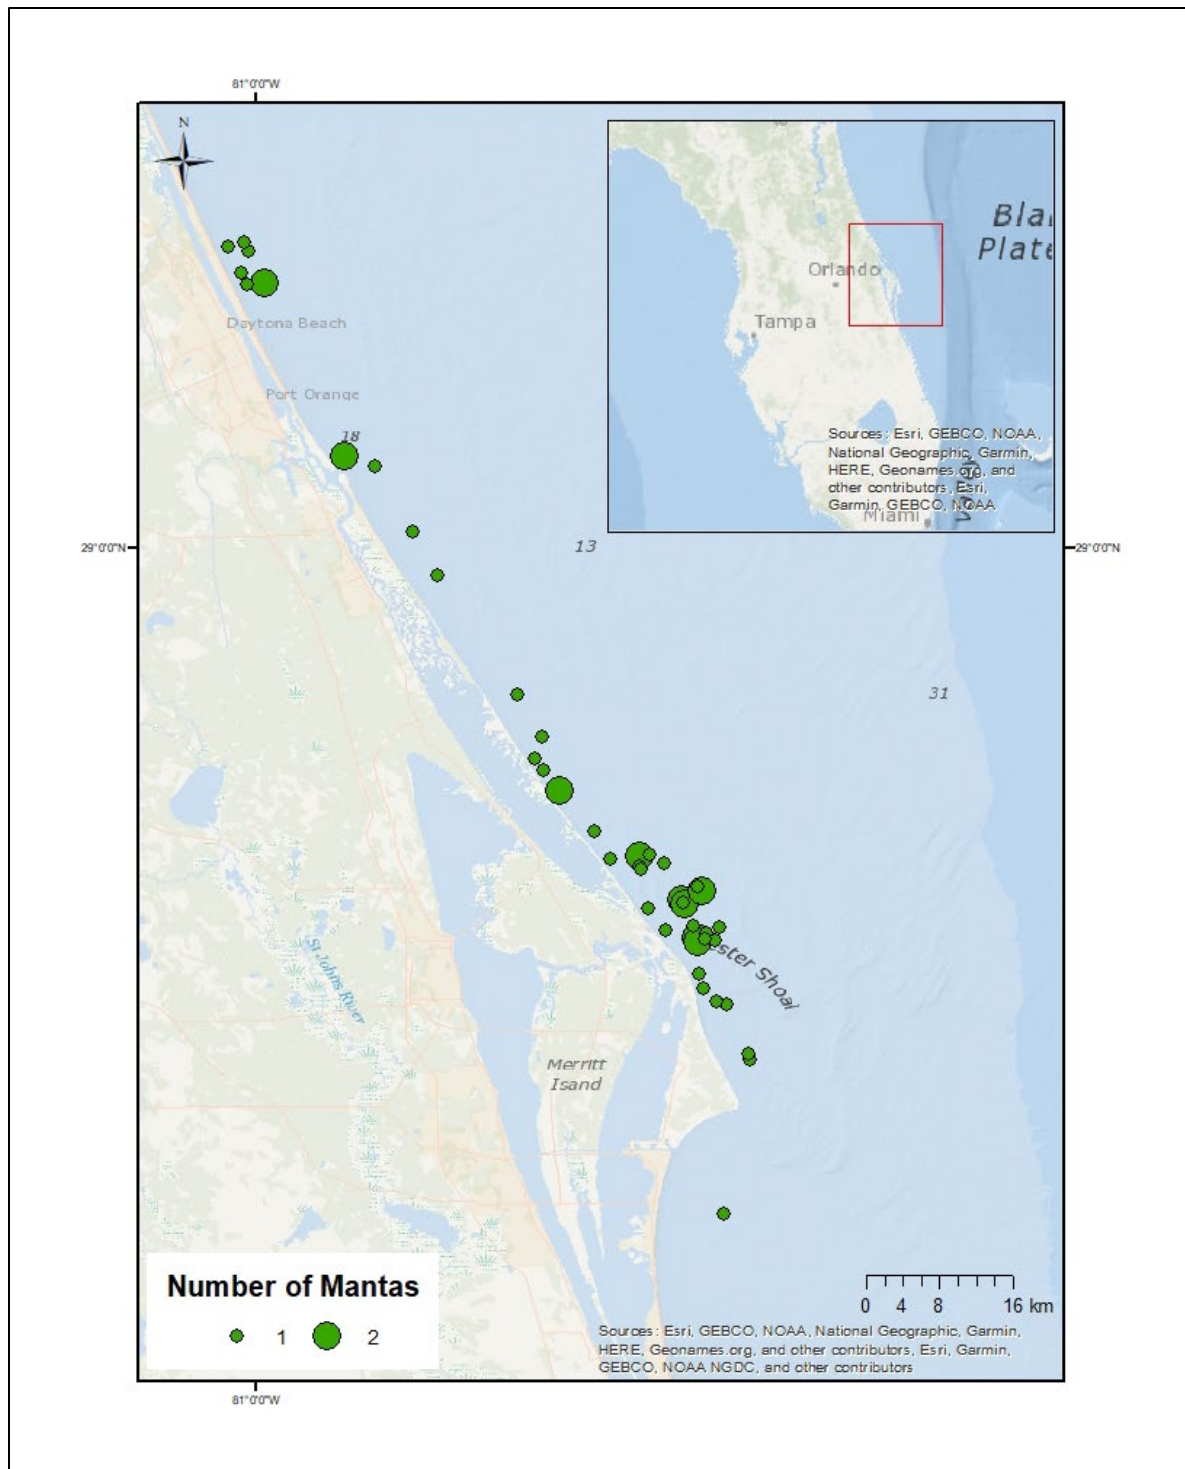 81°0'0"W
N
Bla
Plate
Orlando
Tampa
Sources: Esri, GEBCO, NOAA,
National Geographic, Garmin,
HERE, Geonames.org, and
other contributors, Esri,
Garmin, GEBCO, NOAA
Miami
Daytona Beach
Port Orange
18
29°0'0"N
13
29°0'0"N
31
ester Shoal
St Johns River
Merritt
Isand
Number of Mantas
1 2
0 4 8 16 km
Sources: Esri, GEBCO, NOAA, National Geographic, Garmin,
HERE, Geonames.org, and other contributors, Esri, Garmin,
GEBCO, NOAA NGDC, and other contributors
81°0'0"W